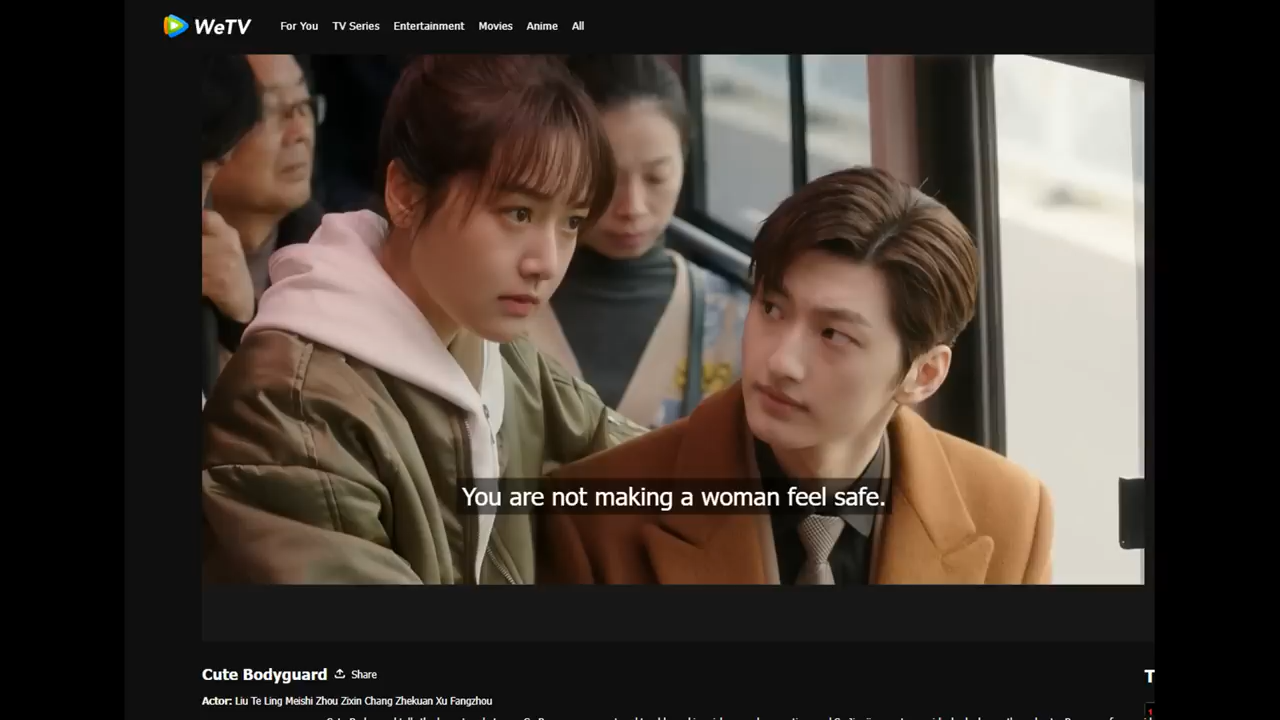 WeTV
For You TV Series Entertainment Movies Anime All
You are not making a woman feel safe.
Cute Bodyguard Share
Actor: Liu Te Ling Meishi Zhou Zixin Chang Zhekuan Xu Fangzhou
T
1